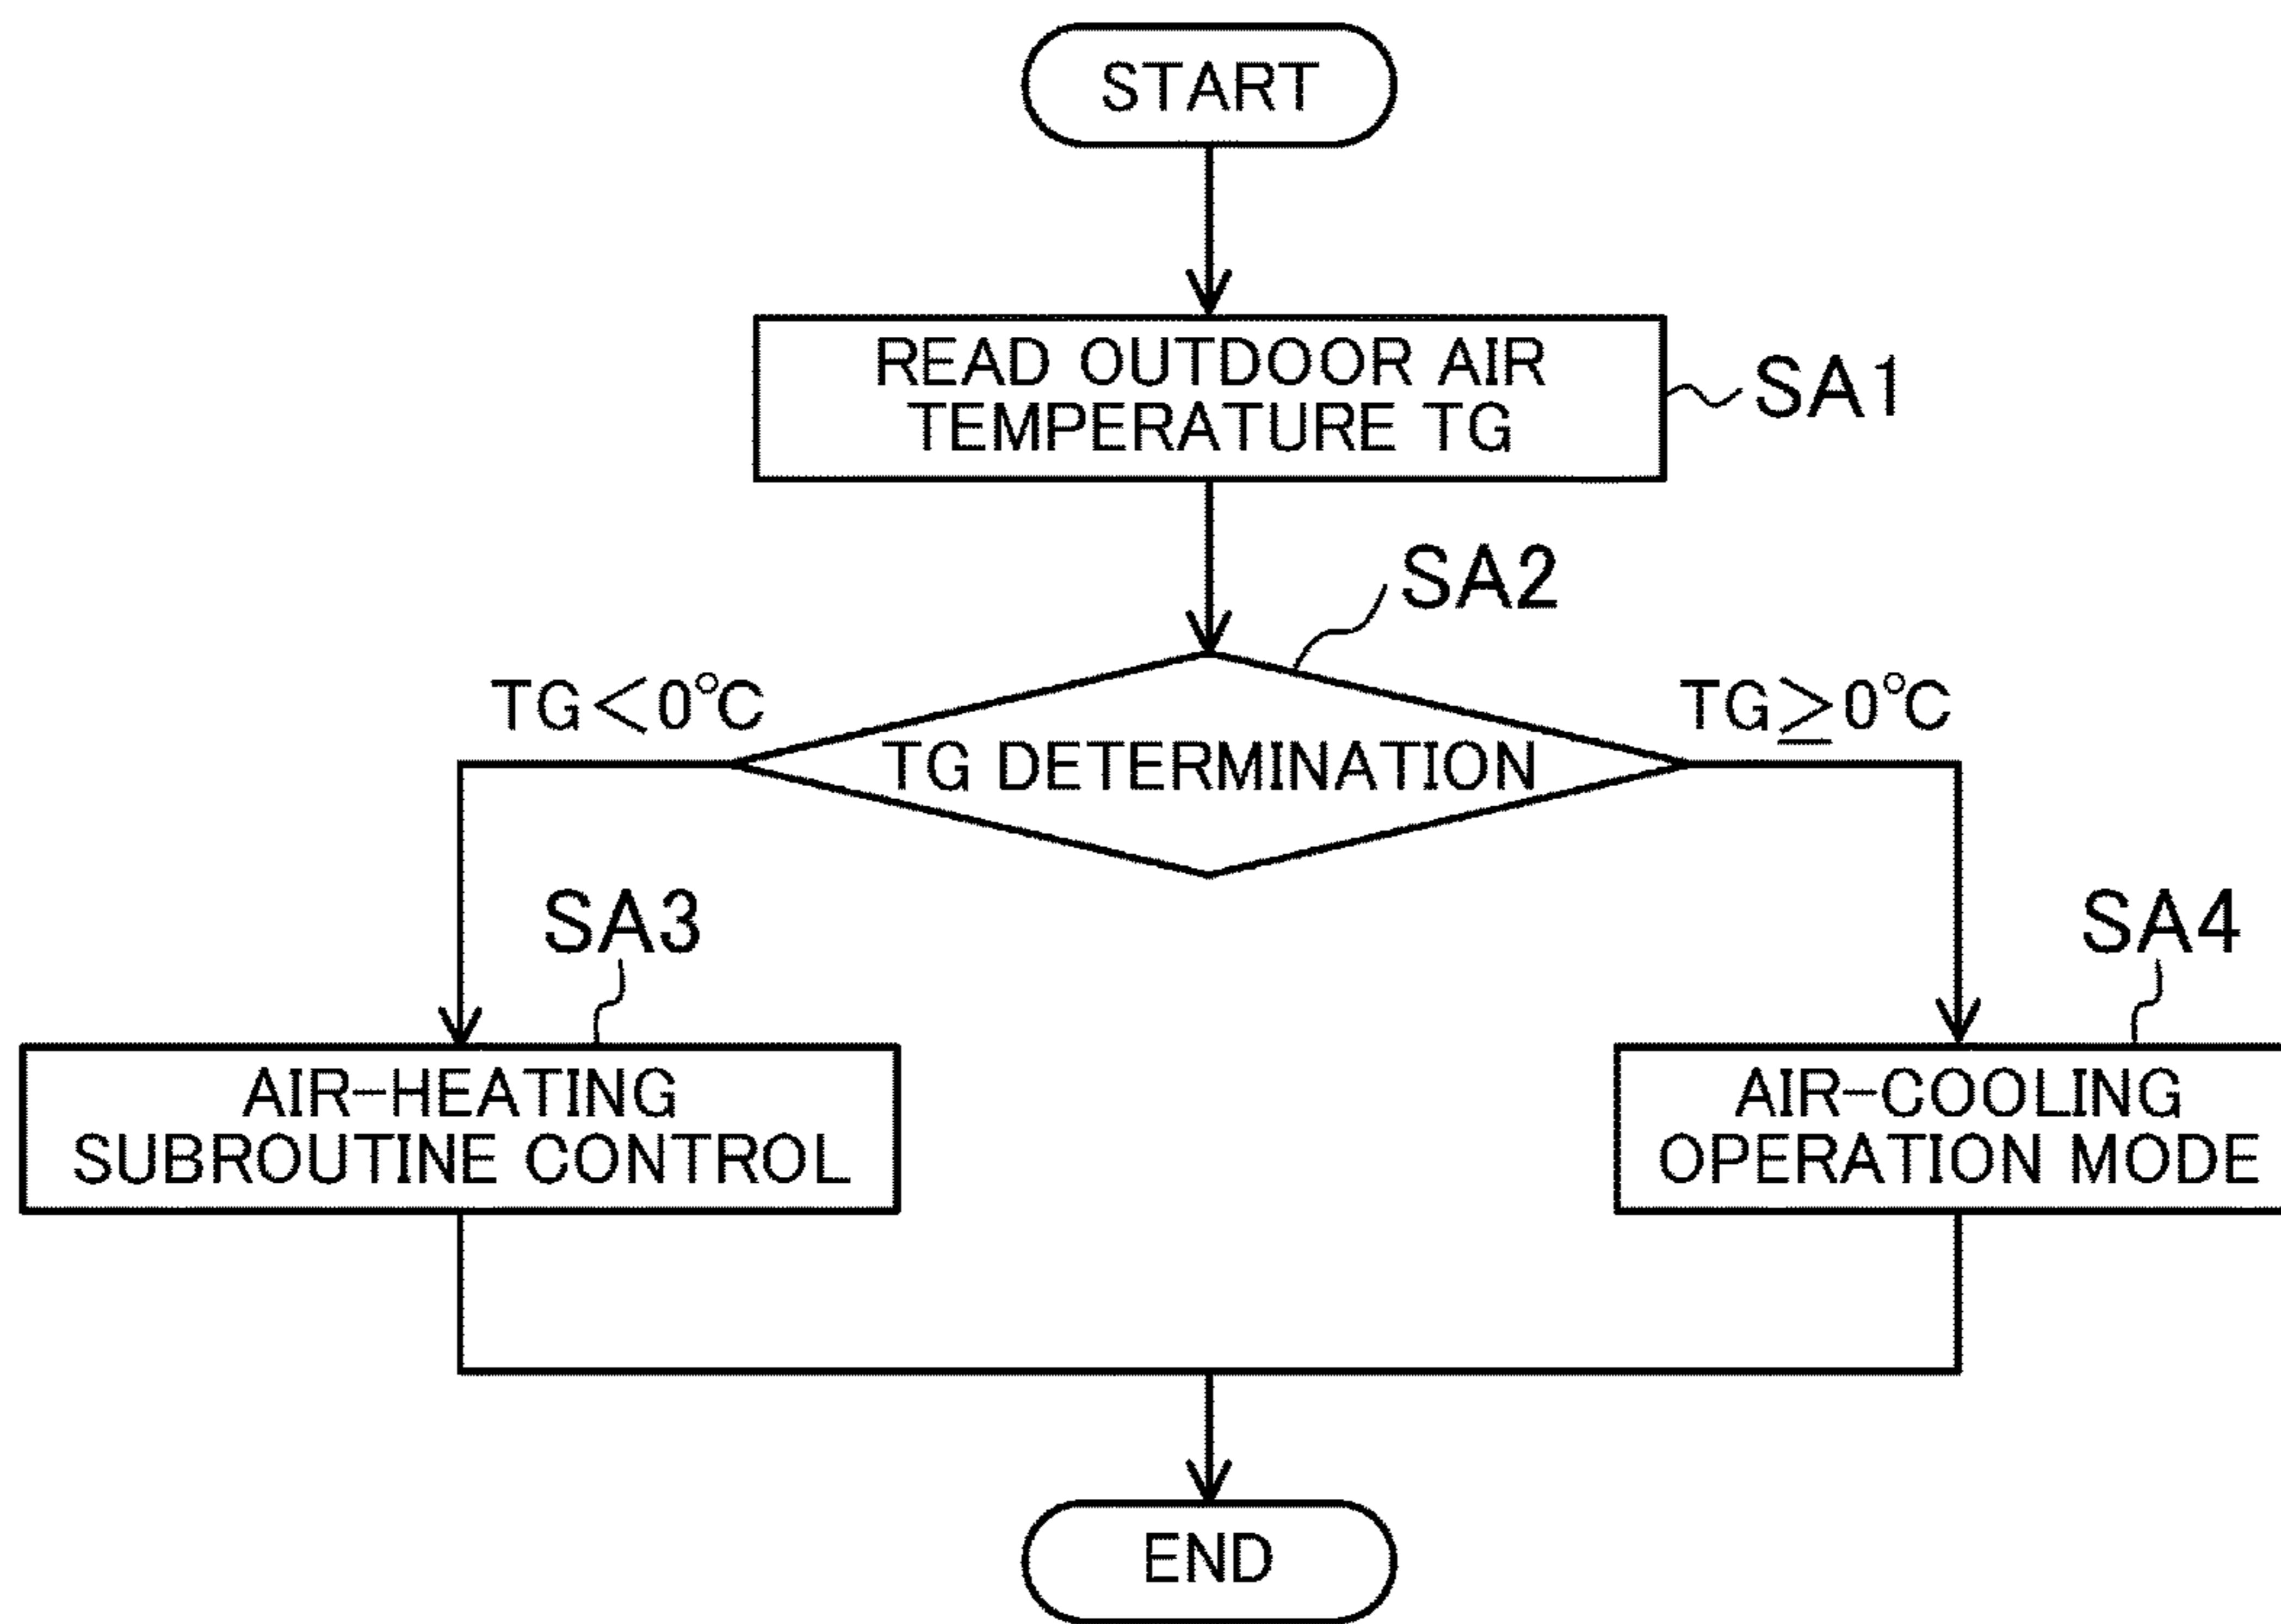 START
READ OUTDOOR AIR
TEMPERATURE TG
SA1
SA2
TG<0℃
TG≧0℃
TG DETERMINATION
SA3
SA4
AIR-HEATING
SUBROUTINE CONTROL
AIR-COOLING
OPERATION MODE
END